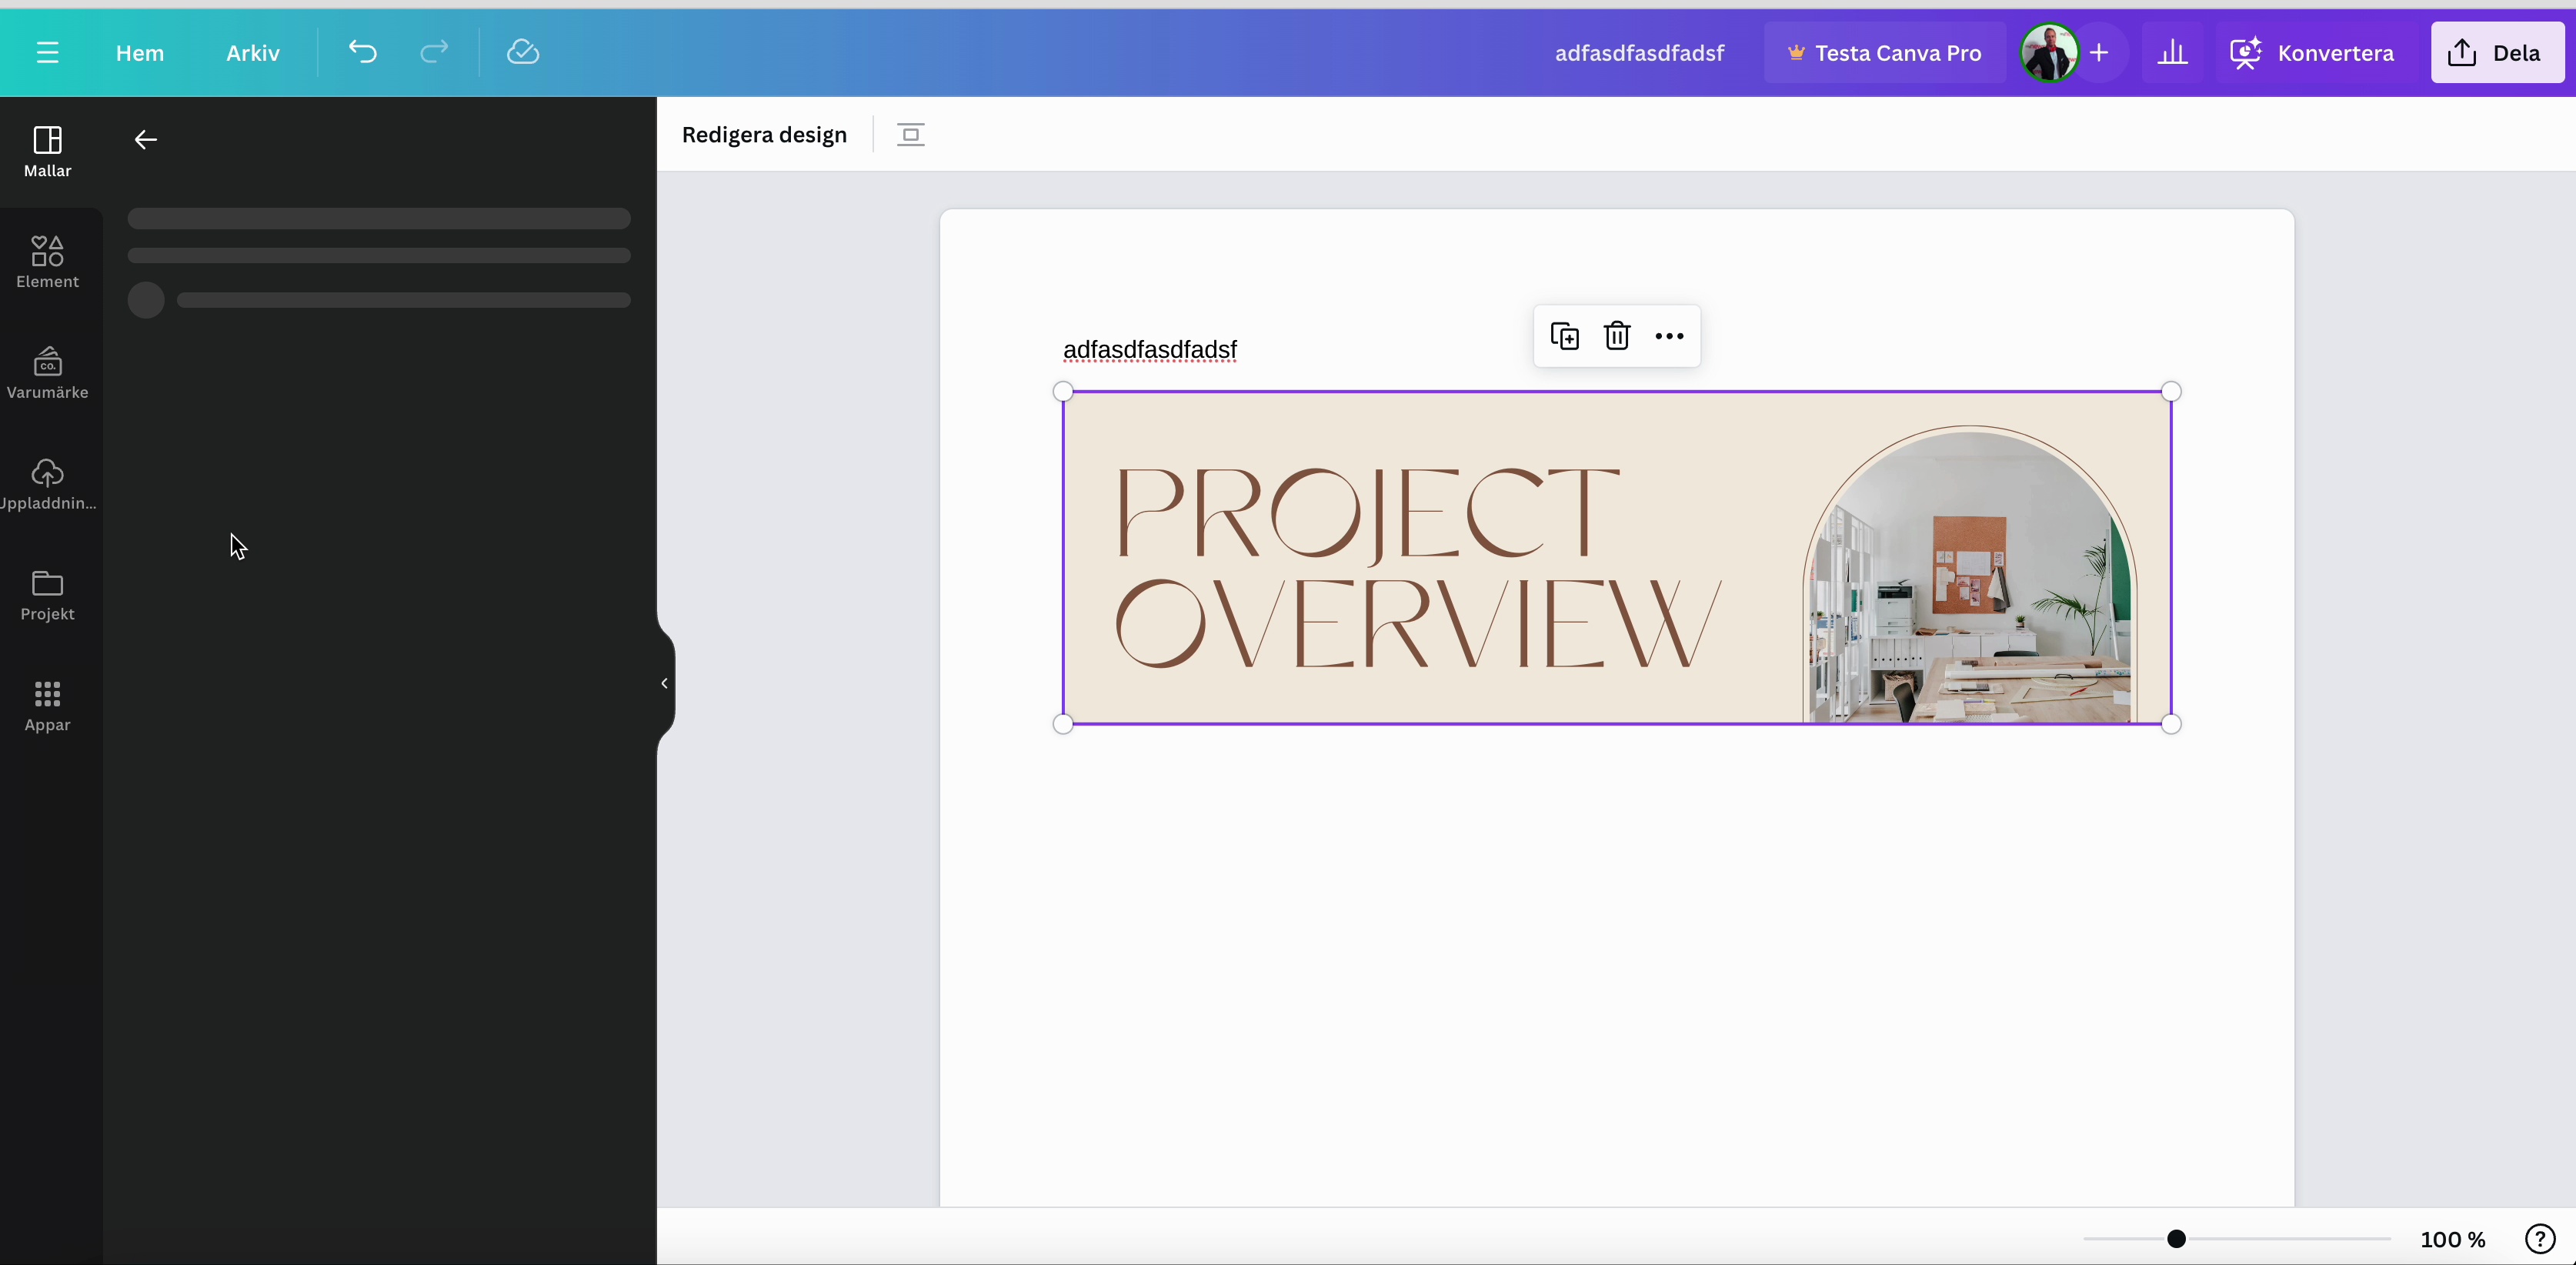 Hem Arkiv adfasdfasdfadsf Testa Canva Pro Konvertera Dela
Mallar
Element
CO.
Varumärke
Uppladdnin...
Projekt
Appar
Redigera design
adfasdfasdfadsf
PROJECT
OVERVIEW
100 %
?